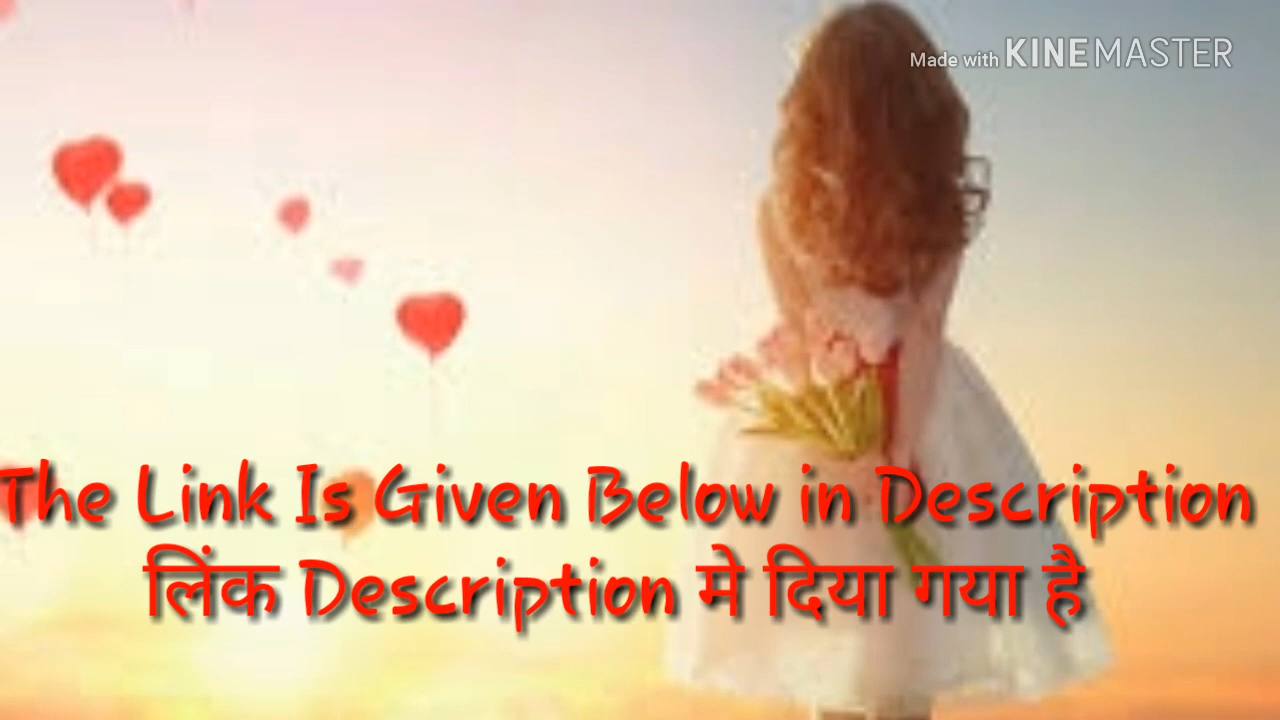 Made with KINEMASTER
The Link Is Given Below in Description
लिंक Description मे दिया गया है